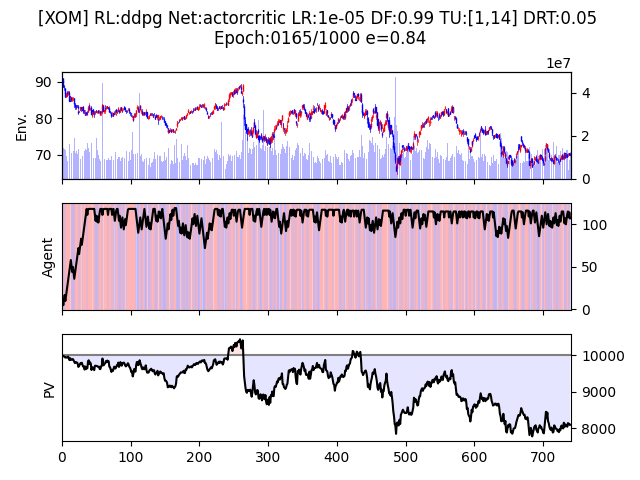 [XOM] RL:ddpg Net:actorcritic LR:1e-05 DF:0.99 TU:[1,14] DRT:0.05
Epoch:0165/1000 e=0.84
1e7
Env.
90
80
70
4
2
0
Agent
100
50
0
PV
10000
9000
8000
0 100 200 300 400 500 600 700